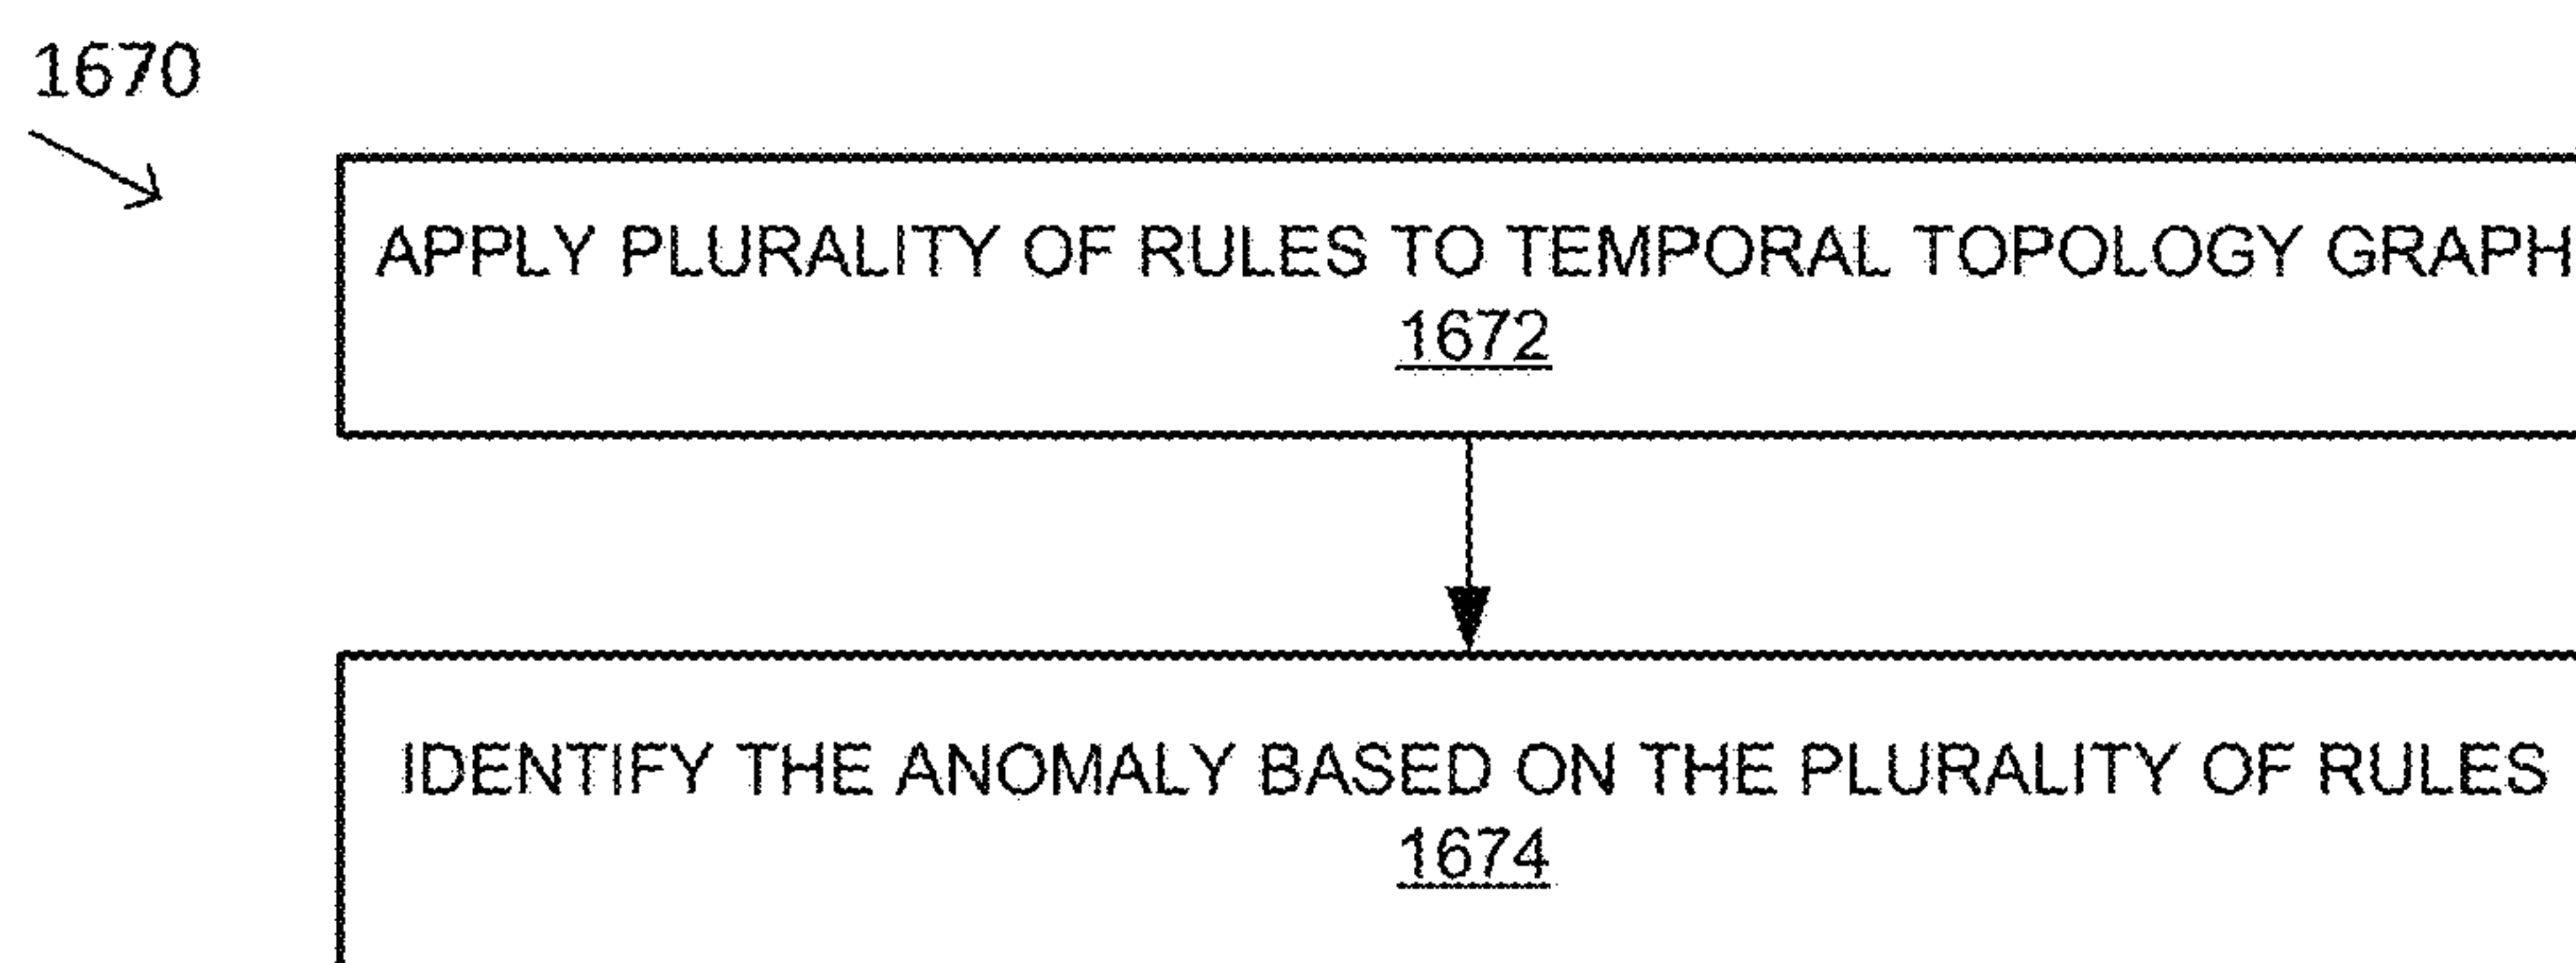 1670
APPLY PLURALITY OF RULES TO TEMPORAL TOPOLOGY GRAPH
1672
IDENTIFY THE ANOMALY BASED ON THE PLURALITY OF RULES
1674